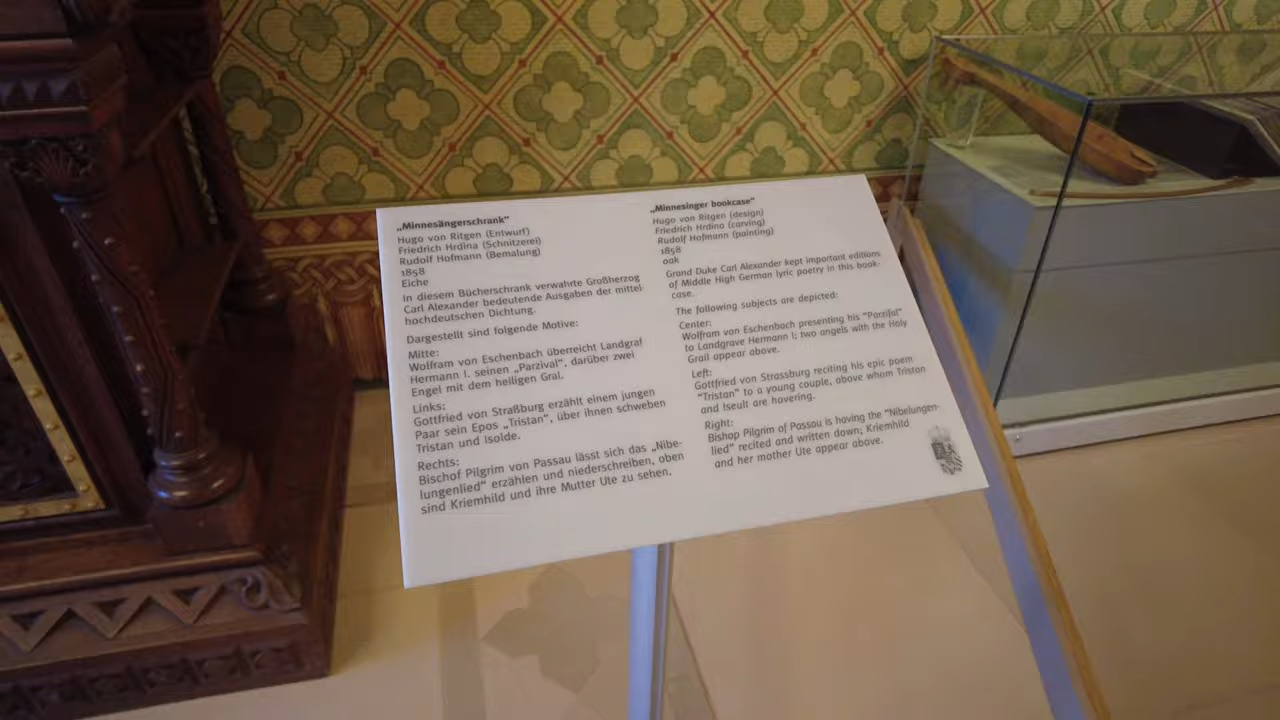 „Minnesängerschrank"
Hugo von Ritgen (Entwurf)
Friedrich Hrdina (Schnitzerei)
Rudolf Hofmann (Bemalung)
1858
Eiche
In diesem Bücherschrank verwahrte Großherzog
Carl Alexander bedeutende Ausgaben der mittel-
hochdeutschen Dichtung.
Dargestellt sind folgende Motive:
Mitte:
Wolfram von Eschenbach überreicht Landgraf
Hermann I. seinen „Parzival", darüber zwei
Engel mit dem heiligen Gral.
Links:
Gottfried von Straßburg erzählt einem jungen
Paar sein Epos „Tristan", über ihnen schweben
Tristan und Isolde.
Rechts:
Bischof Pilgrim von Passau lässt sich das „Nibe-
lungenlied" erzählen und niederschreiben, oben
sind Kriemhild und ihre Mutter Ute zu sehen.
„Minnesinger bookcase"
Hugo von Ritgen (design)
Friedrich Hrdina (carving)
Rudolf Hofmann (painting)
1858
oak
Grand Duke Carl Alexander kept important editions
of Middle High German lyric poetry in this book-
case.
The following subjects are depicted:
Center:
Wolfram von Eschenbach presenting his "Parzifal"
to Landgrave Hermann I; two angels with the Holy
Grail appear above.
Left:
Gottfried von Strassburg reciting his epic poem
"Tristan" to a young couple, above whom Tristan
and Iseult are hovering.
Right:
Bishop Pilgrim of Passau is having the "Nibelungen-
lied" recited and written down; Kriemhild
and her mother Ute appear above.